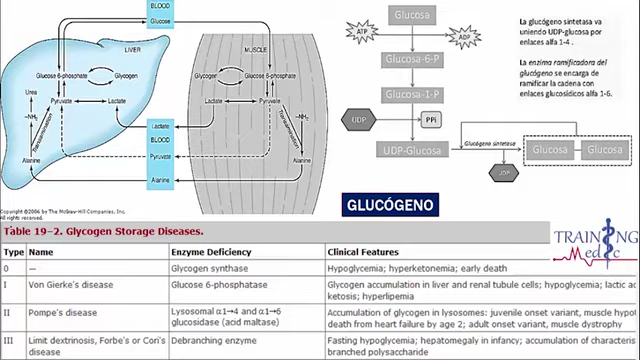 BLOOD
Glucose
LIVER
Glucose 6-phosphate
Glycogen
Urea
–NH₂
Pyruvate
Lactate
Transamination
Alanine
Lactate
BLOOD
Pyruvate
Alanine
MUSCLE
Glycogen
Glucose 6-phosphate
Lactate
Pyruvate
–NH₂
Transamination
Alanine
Copyright ©2006 by The McGraw-Hill Companies, Inc.
All rights reserved.
Glucosa
ATP
ADP
Glucosa-6-P
Glucosa-1-P
UDP
PPi
UDP-Glucosa
Glucógeno sintetasa
UDP
Glucosa
Glucosa
La glucógeno sintetasa va
uniendo UDP-glucosa por
enlaces alfa 1-4 .
La enzima ramificadora del
glucógeno se encarga de
ramificar la cadena con
enlaces glucosídicos alfa 1-6.
GLUCÓGENO
TRAINING
Medic
Table 19–2. Glycogen Storage Diseases.
Type Name Enzyme Deficiency Clinical Features
0 — Glycogen synthase Hypoglycemia; hyperketonemia; early death
I Von Gierke's disease Glucose 6-phosphatase Glycogen accumulation in liver and renal tubule cells; hypoglycemia; lactic ac
ketosis; hyperlipemia
II Pompe's disease Lysosomal α1→4 and α1→6 Accumulation of glycogen in lysosomes: juvenile onset variant, muscle hypot
glucosidase (acid maltase) death from heart failure by age 2; adult onset variant, muscle dystrophy
III Limit dextrinosis, Forbe's or Cori's Debranching enzyme Fasting hypoglycemia; hepatomegaly in infancy; accumulation of characteris
disease branched polysaccharide